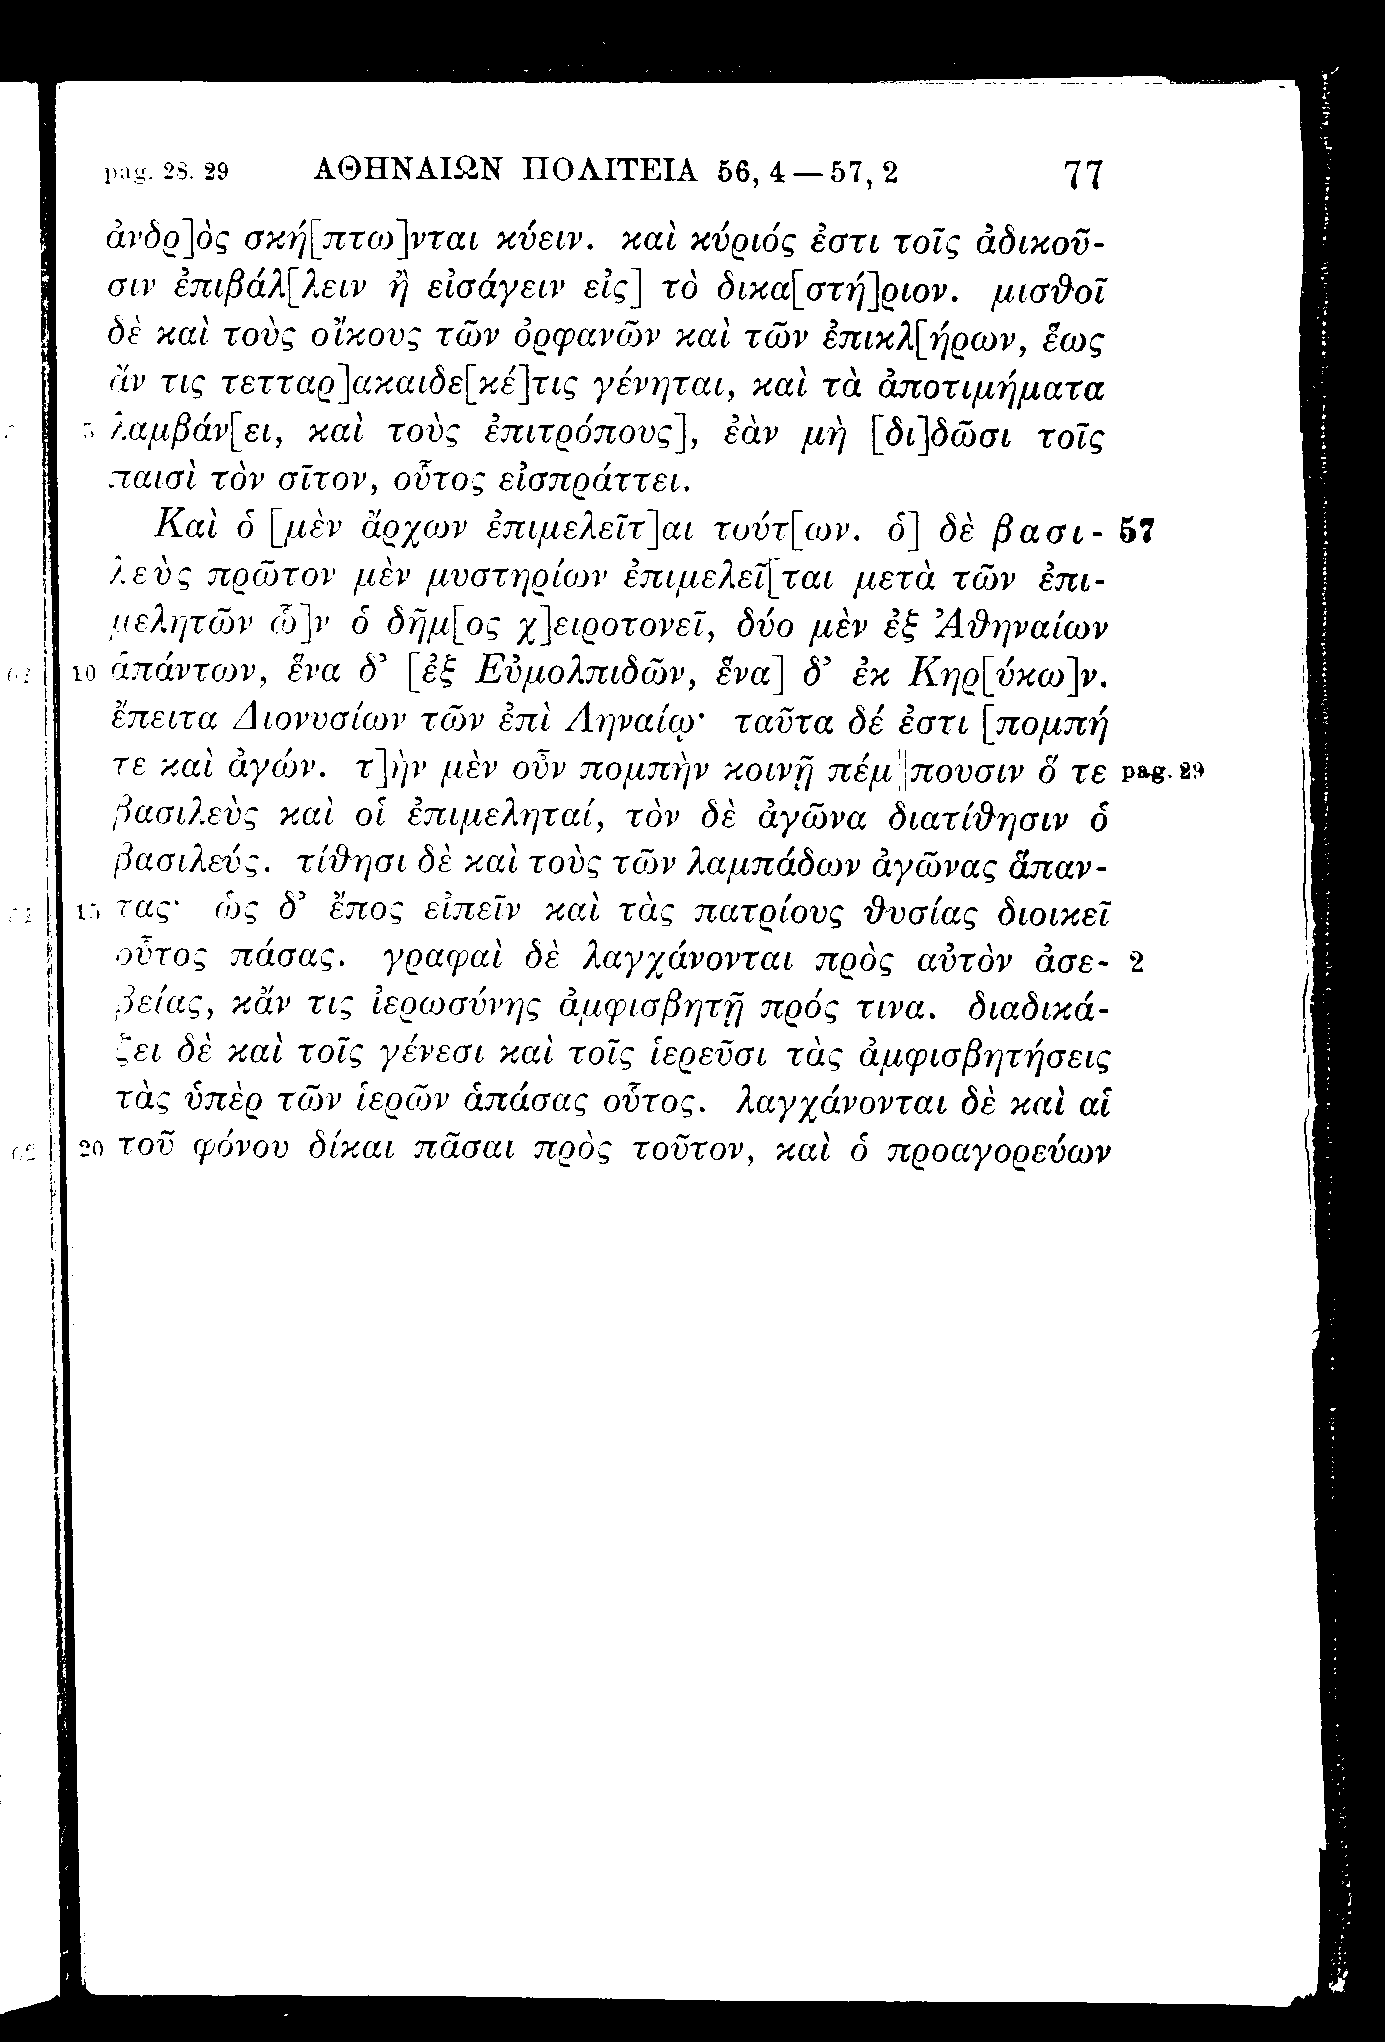 pag. 28. 29 ΑΘΗΝΑΙΩΝ ΠΟΛΙΤΕΙΑ 56, 4 — 57, 2 77
ἀνδρ]ὸς σκή[πτω]νται κύειν. καὶ κύριός ἐστι τοῖς ἀδικοῦ-
σιν ἐπιβάλ[λειν ἢ εἰσάγειν εἰς] τὸ δικα[στή]ριον. μισθοῖ
δὲ καὶ τοὺς οἴκους τῶν ὀρφανῶν καὶ τῶν ἐπικλ[ήρων, ἕως
ἄν τις τετταρ]ακαιδε[κέ]τις γένηται, καὶ τὰ ἀποτιμήματα
5 λαμβάν[ει, καὶ τοὺς ἐπιτρόπους], ἐὰν μὴ [δι]δῶσι τοῖς
παισὶ τὸν σῖτον, οὗτος εἰσπράττει.
Καὶ ὁ [μὲν ἄρχων ἐπιμελεῖτ]αι τούτ[ων. ὁ] δὲ βασι- 57
λεὺς πρῶτον μὲν μυστηρίων ἐπιμελεῖ[ται μετὰ τῶν ἐπι-
μελητῶν ὧ]ν ὁ δῆμ[ος χ]ειροτονεῖ, δύο μὲν ἐξ Ἀθηναίων
10 ἁπάντων, ἕνα δ’ [ἐξ Εὐμολπιδῶν, ἕνα] δ’ ἐκ Κηρ[ύκω]ν.
ἔπειτα Διονυσίων τῶν ἐπὶ Ληναίῳ· ταῦτα δέ ἐστι [πομπή
τε καὶ ἀγών. τ]ὴν μὲν οὖν πομπὴν κοινῇ πέμ||πουσιν ὅ τε pag. 29
βασιλεὺς καὶ οἱ ἐπιμεληταί, τὸν δὲ ἀγῶνα διατίθησιν ὁ
βασιλεύς. τίθησι δὲ καὶ τοὺς τῶν λαμπάδων ἀγῶνας ἅπαν-
15 τας· ὡς δ’ ἔπος εἰπεῖν καὶ τὰς πατρίους θυσίας διοικεῖ
οὗτος πάσας. γραφαὶ δὲ λαγχάνονται πρὸς αὐτὸν ἀσε- 2
βείας, κἄν τις ἱερωσύνης ἀμφισβητῇ πρός τινα. διαδικά-
ζει δὲ καὶ τοῖς γένεσι καὶ τοῖς ἱερεῦσι τὰς ἀμφισβητήσεις
τὰς ὑπὲρ τῶν ἱερῶν ἁπάσας οὗτος. λαγχάνονται δὲ καὶ αἱ
20 τοῦ φόνου δίκαι πᾶσαι πρὸς τοῦτον, καὶ ὁ προαγορεύων